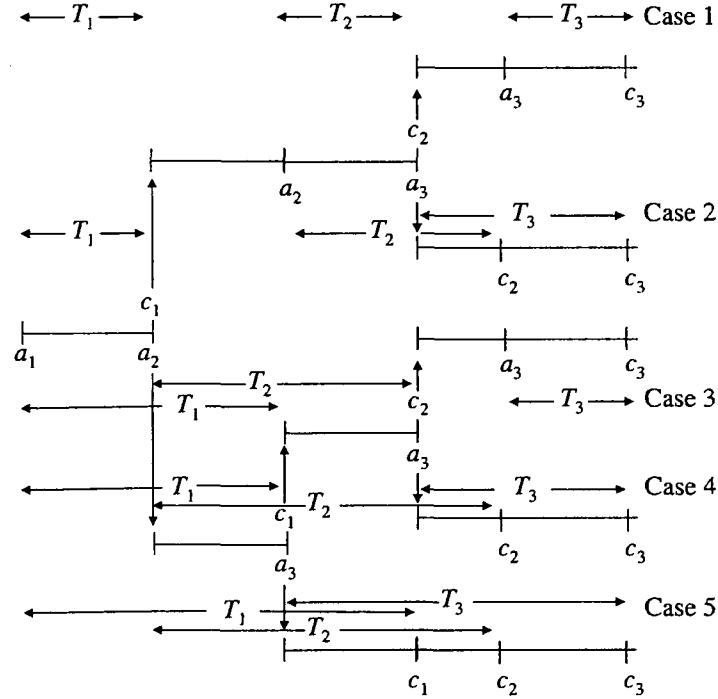 T₁ T₂ T₃ Case 1
a₃ c₃
c₂
a₂ a₃
T₃ Case 2
T₁ T₂
c₂ c₃
c₁
a₁ a₂ a₃ c₃
T₂ c₂
T₁ T₃ Case 3
a₃
T₁ T₃ Case 4
c₁ T₂
c₂ c₃
a₃
T₁ T₃ Case 5
T₂
c₁ c₂ c₃